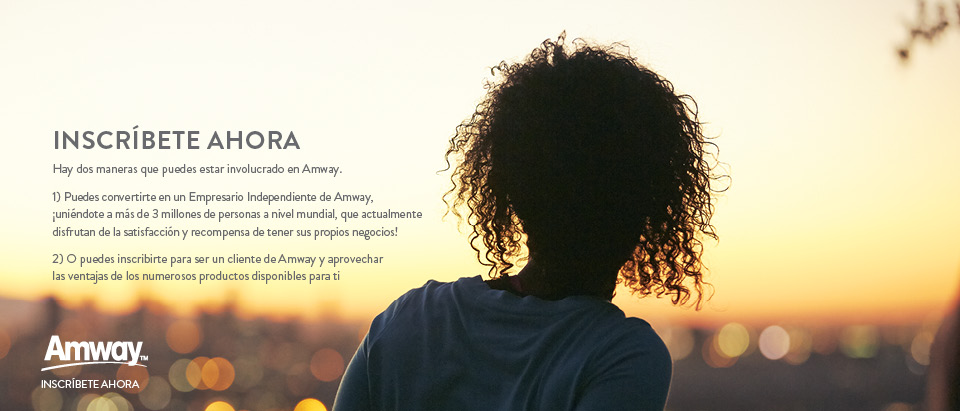 INSCRÍBETE AHORA
Hay dos maneras que puedes estar involucrado en Amway.
1) Puedes convertirte en un Empresario Independiente de Amway,
¡uniéndote a más de 3 millones de personas a nivel mundial, que actualmente
disfrutan de la satisfacción y recompensa de tener sus propios negocios!
2) O puedes inscribirte para ser un cliente de Amway y aprovechar
las ventajas de los numerosos productos disponibles para ti
Amway™
INSCRÍBETE AHORA